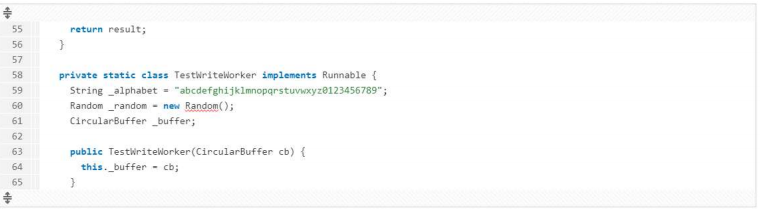 55 return result;
56 }
57
58 private static class TestWriteWorker implements Runnable {
59 String _alphabet = "abcdefghijklmnopqrstuvwxyz0123456789";
60 Random _random = new Random();
61 CircularBuffer _buffer;
62
63 public TestWriteWorker(CircularBuffer cb) {
64 this._buffer = cb;
65 }